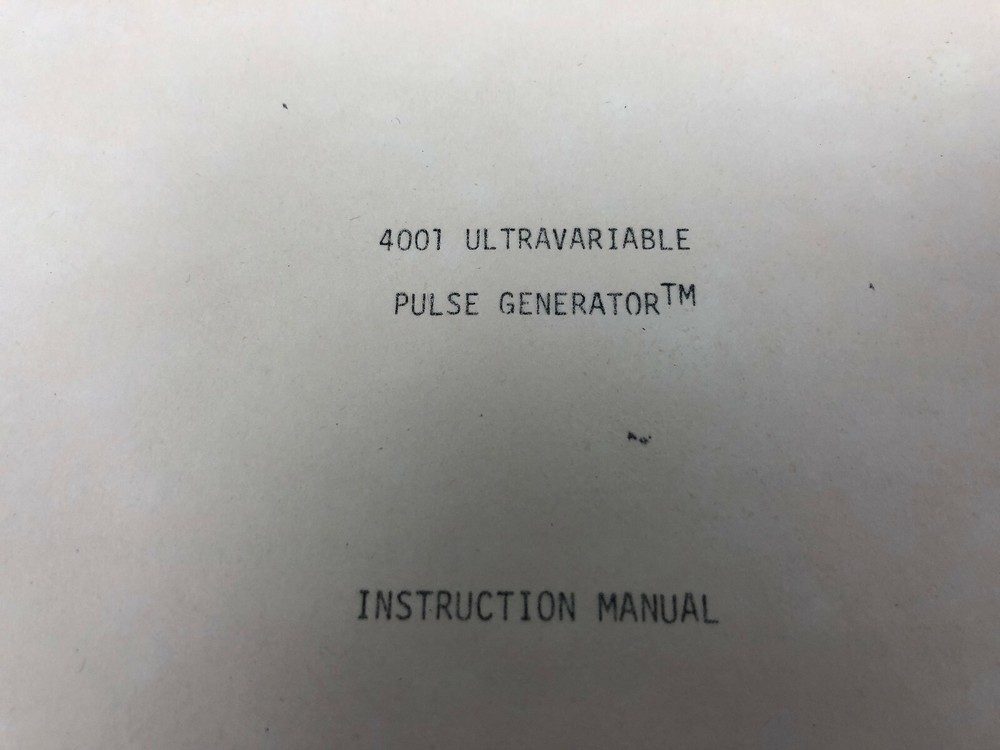 4001 ULTRAVARIABLE
PULSE GENERATOR™
INSTRUCTION MANUAL